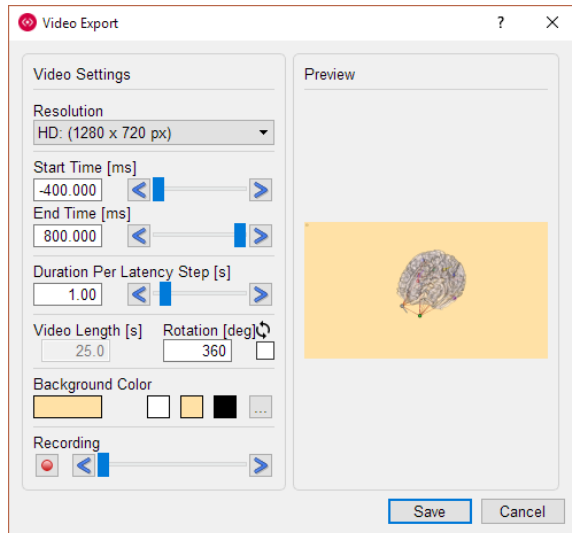 Video Export
?
Video Settings
Resolution
HD: (1280 x 720 px)
Start Time [ms]
-400.000
End Time [ms]
800.000
Duration Per Latency Step [s]
1.00
Video Length [s] Rotation [deg]
25.0 360
Background Color
...
Recording
Preview
Save Cancel